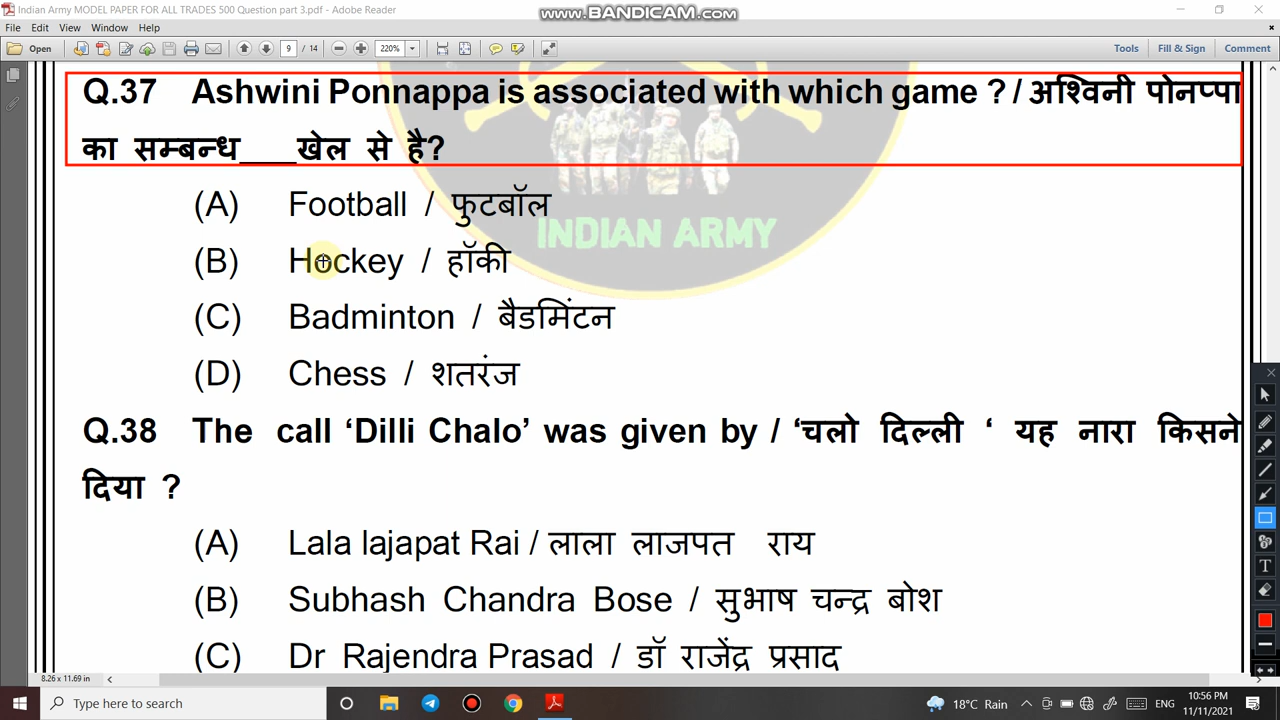 Indian Army MODEL PAPER FOR ALL TRADES 500 Question part 3.pdf - Adobe Reader
www.BANDICAM.com
File Edit View Window Help
Open 9 / 14 220% Tools Fill & Sign Comment
Q.37 Ashwini Ponnappa is associated with which game ? / अश्विनी पोनप्पा
का सम्बन्ध____खेल से है?
(A) Football / फुटबॉल
INDIAN ARMY
(B) Hockey / हॉकी
(C) Badminton / बैडमिंटन
(D) Chess / शतरंज
Q.38 The call ‘Dilli Chalo’ was given by / ‘चलो दिल्ली ‘ यह नारा किसने
दिया ?
(A) Lala lajapat Rai / लाला लाजपत राय
(B) Subhash Chandra Bose / सुभाष चन्द्र बोश
(C) Dr Rajendra Prasad / डॉ राजेंद्र प्रसाद
8.26 x 11.69 in
Type here to search 18°C Rain ENG 10:56 PM
11/11/2021